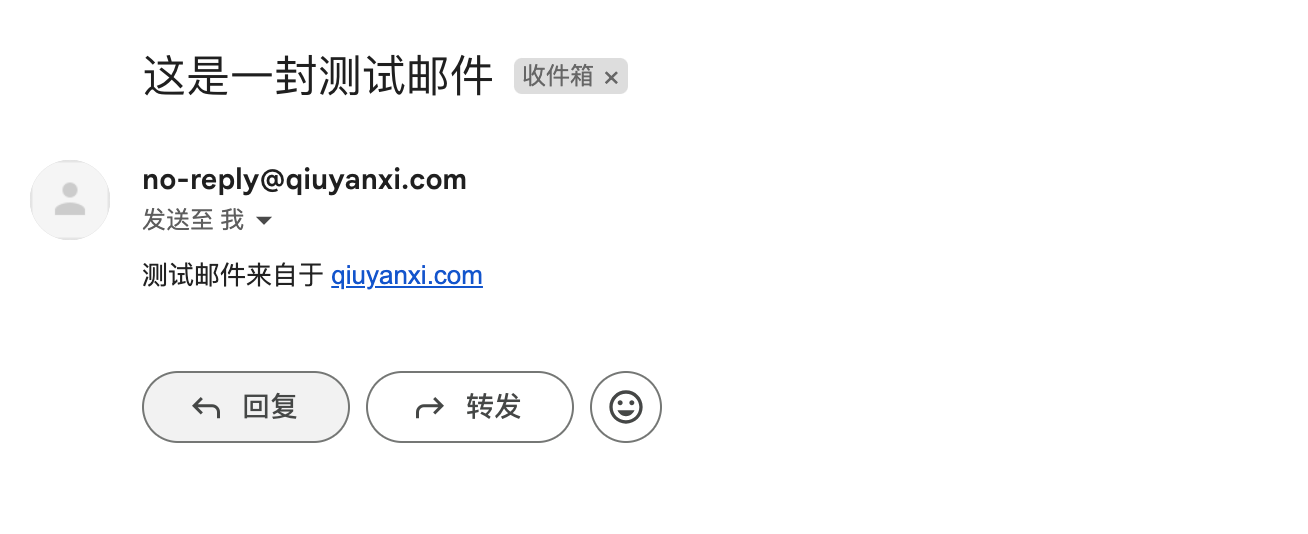 这是一封测试邮件 收件箱 ×
no-reply@qiuyanxi.com
发送至 我
测试邮件来自于 qiuyanxi.com
回复 转发